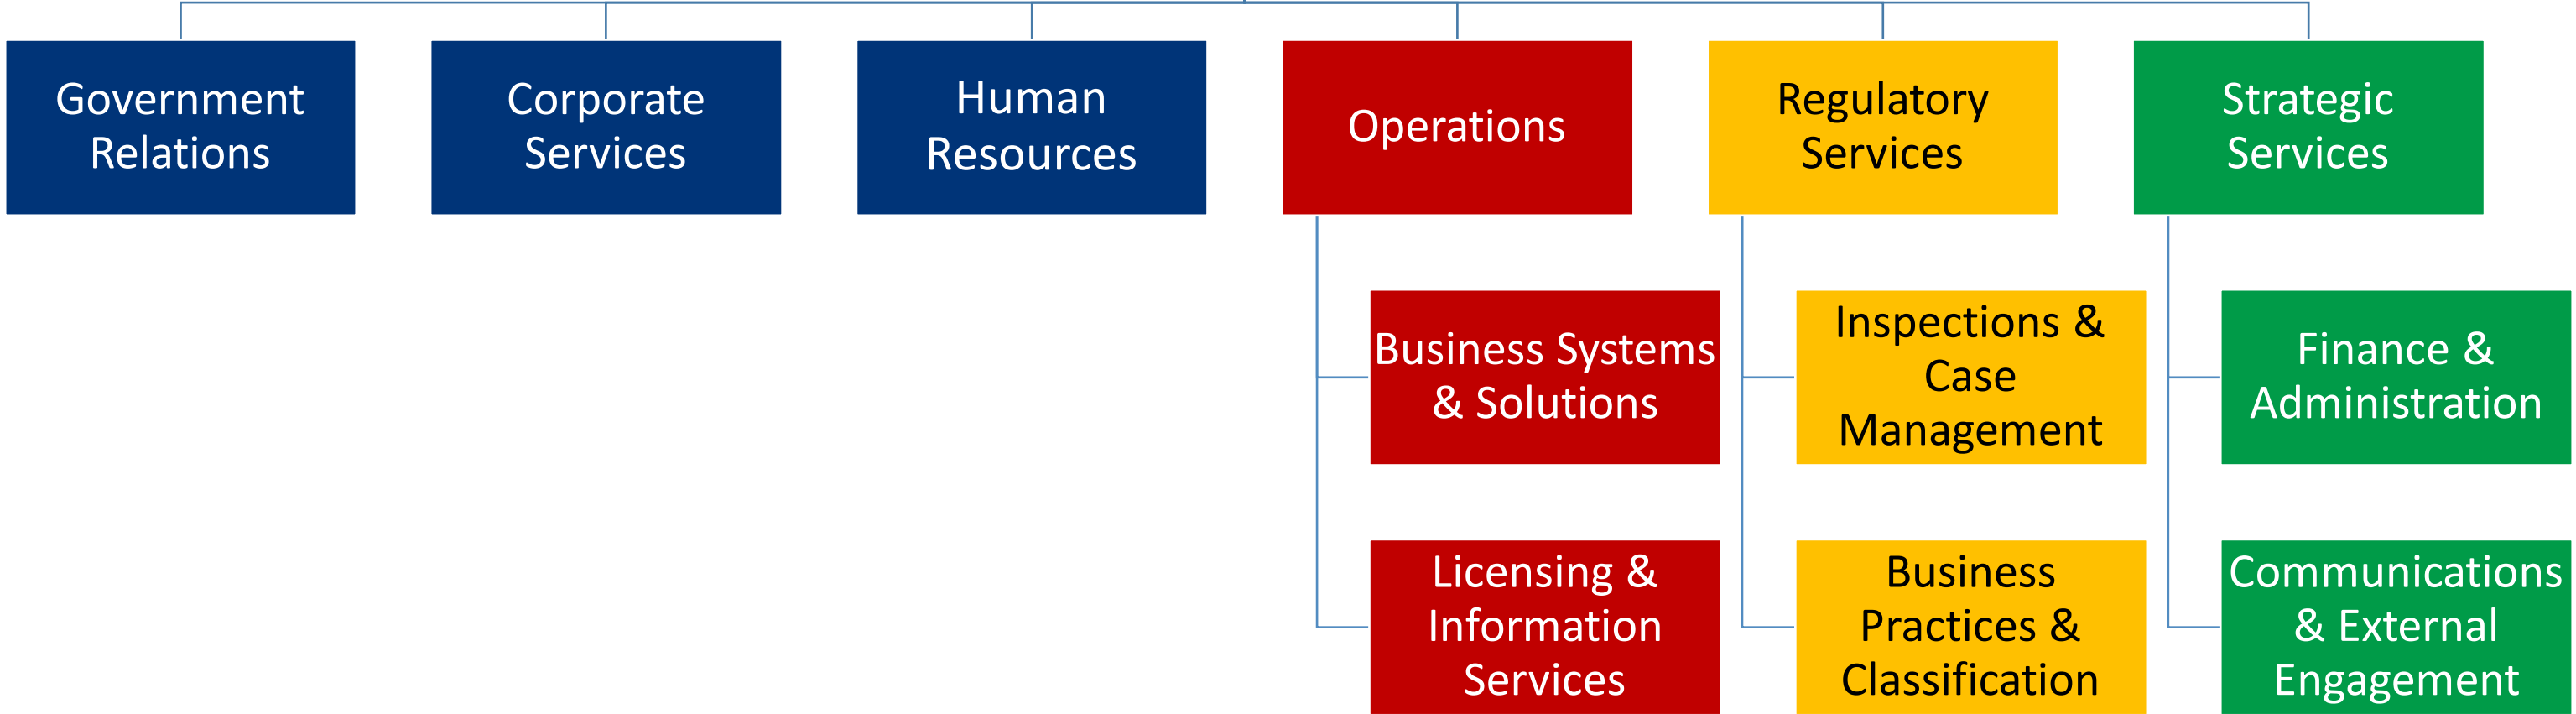 Government
Relations
Corporate
Services
Human
Resources
Operations
Regulatory
Services
Strategic
Services
Business Systems
& Solutions
Inspections &
Case
Management
Finance &
Administration
Licensing &
Information
Services
Business
Practices &
Classification
Communications
& External
Engagement